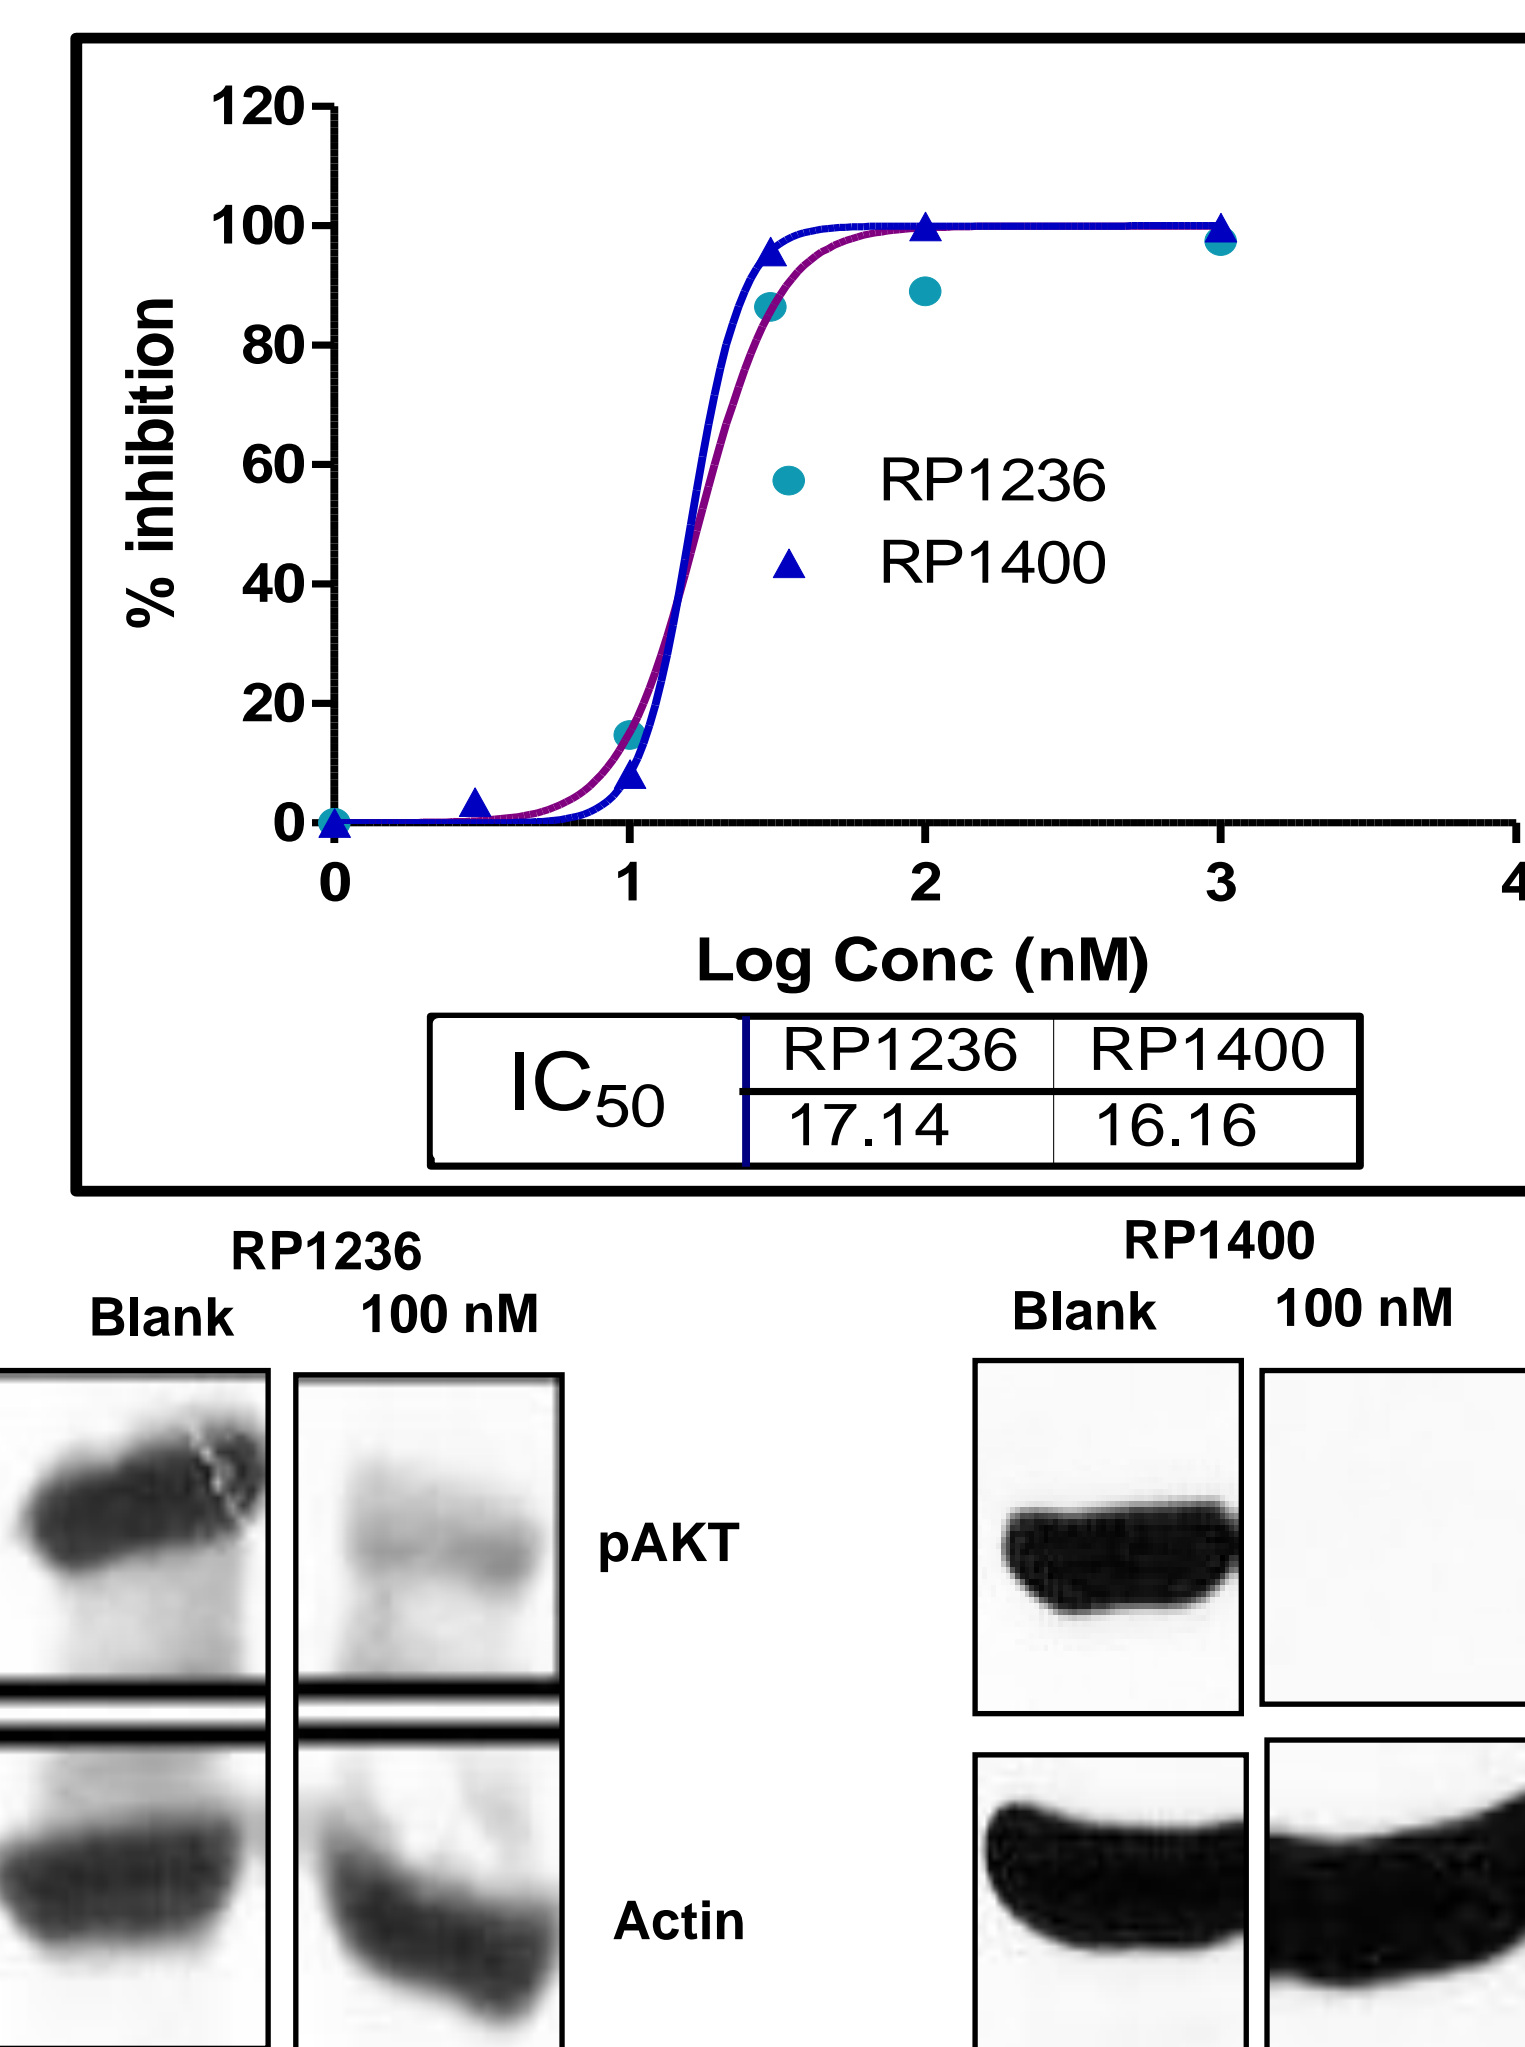 120
100
80
60
40
20
0
% inhibition
RP1236
RP1400
0 1 2 3 4
Log Conc (nM)
IC50
RP1236 RP1400
17.14 16.16
RP1236
RP1400
Blank 100 nM
Blank 100 nM
pAKT
Actin